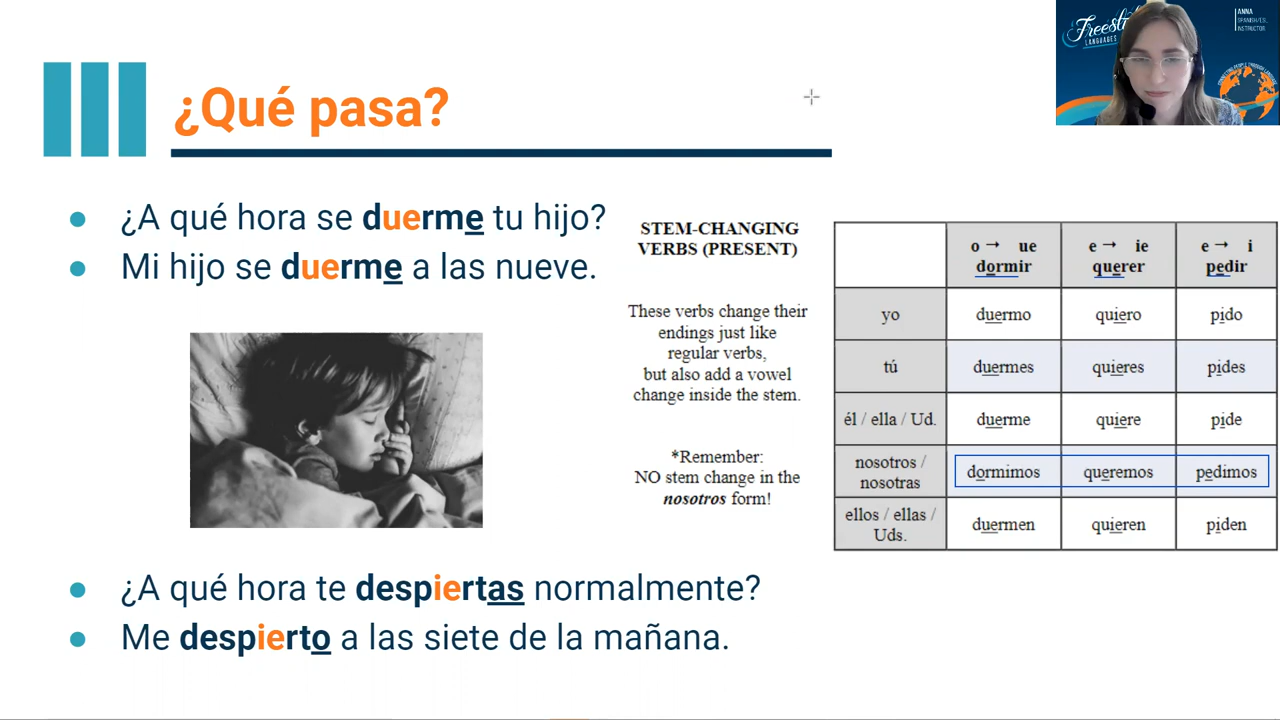 ¿Qué pasa?
Freest
LANGUAGES
ANNA
INSTRUCTOR
¿A qué hora se duerme tu hijo?
Mi hijo se duerme a las nueve.
STEM-CHANGING
VERBS (PRESENT)
These verbs change their
endings just like
regular verbs,
but also add a vowel
change inside the stem.
*Remember:
NO stem change in the
nosotros form!
o → ue e → ie e → i
dormir querer pedir
yo duermo quiero pido
tú duermes quieres pides
él / ella / Ud. duerme quiere pide
nosotros /
nosotras dormimos queremos pedimos
ellos / ellas /
Uds. duermen quieren piden
¿A qué hora te despiertas normalmente?
Me despierto a las siete de la mañana.